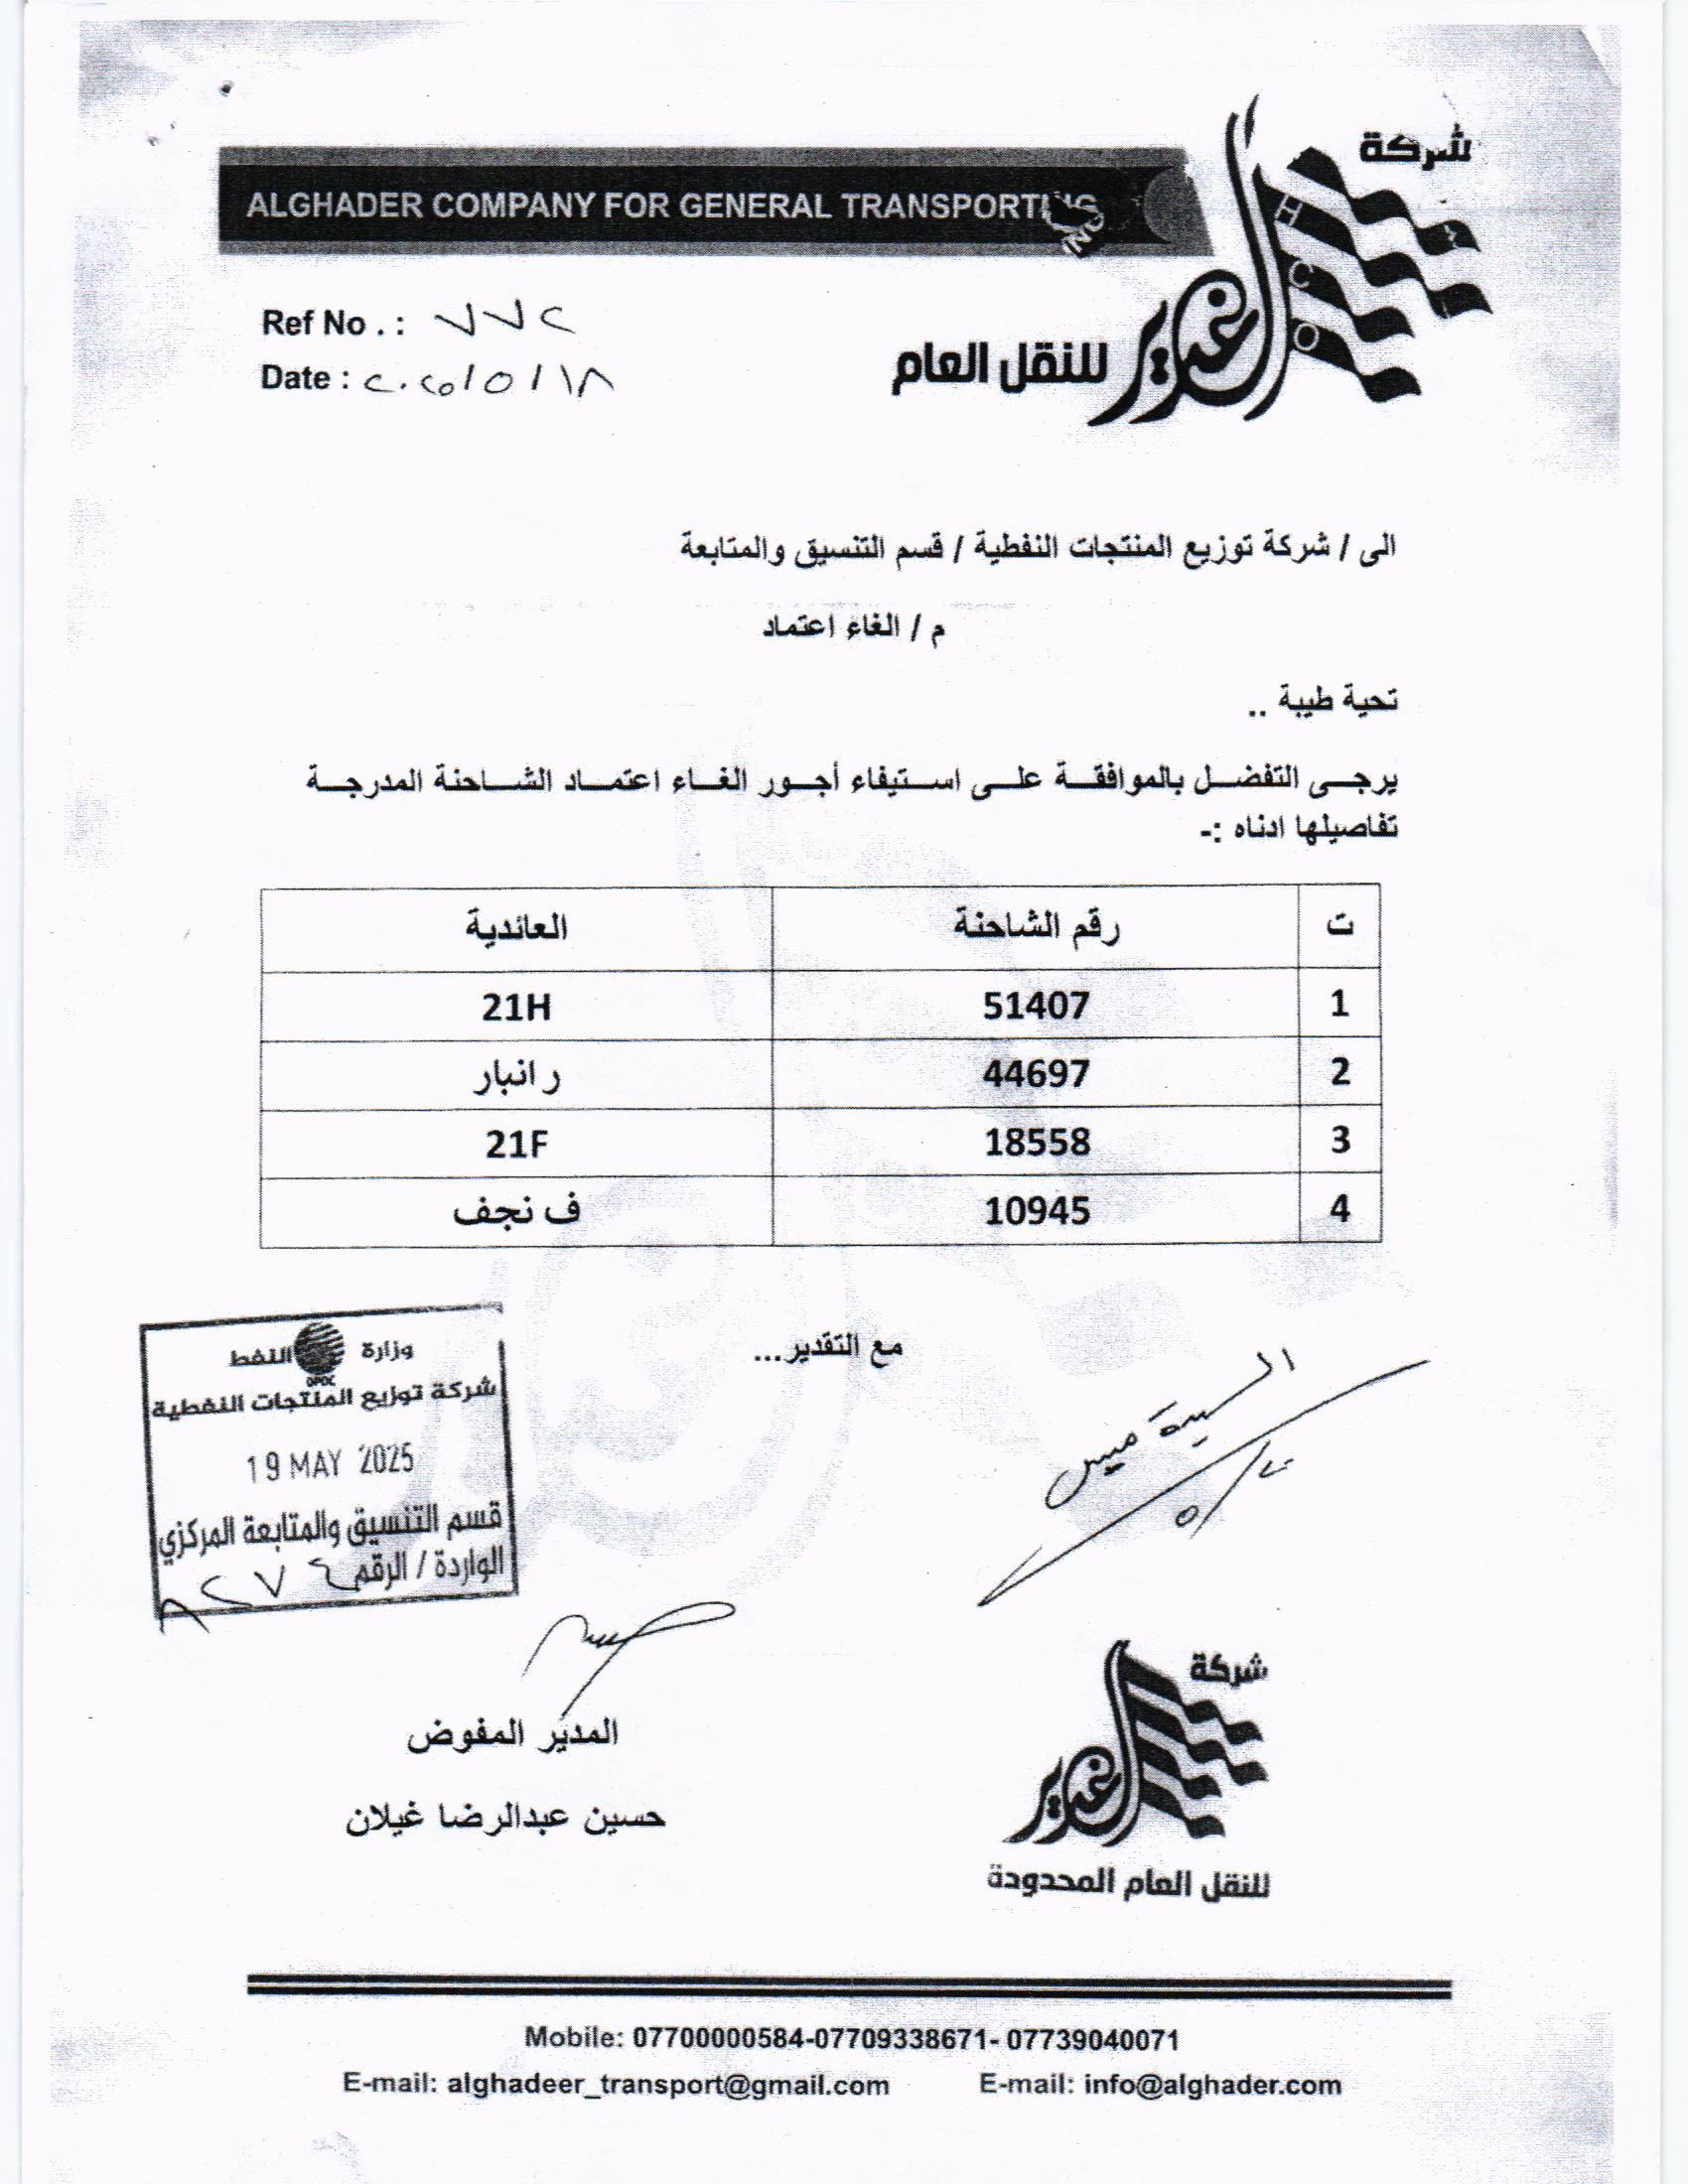 شركة
ALGHADER COMPANY FOR GENERAL TRANSPORTING
H C O
الغدير
للنقل العام
Ref No . : ٧٧٢
Date : ٢٠٢٥/٥/١٨
الى / شركة توزيع المنتجات النفطية / قسم التنسيق والمتابعة
م / الغاء اعتماد
تحية طيبة ..
يرجى التفضل بالموافقة على استيفاء أجور الغاء اعتماد الشاحنة المدرجة
تفاصيلها ادناه :-
ت رقم الشاحنة العائدية
1 51407 21H
2 44697 ر انبار
3 18558 21F
4 10945 ف نجف
مع التقدير...
وزارة النفط
OPDC
شركة توزيع المنتجات النفطية
19 MAY 2025
قسم التنسيق والمتابعة المركزي
الواردة / الرقم ٨٢٧٤
المدير المفوض
حسين عبدالرضا غيلان
شركة
الغدير
للنقل العام المحدودة
Mobile: 07700000584-07709338671- 07739040071
E-mail: alghadeer_transport@gmail.com E-mail: info@alghader.com